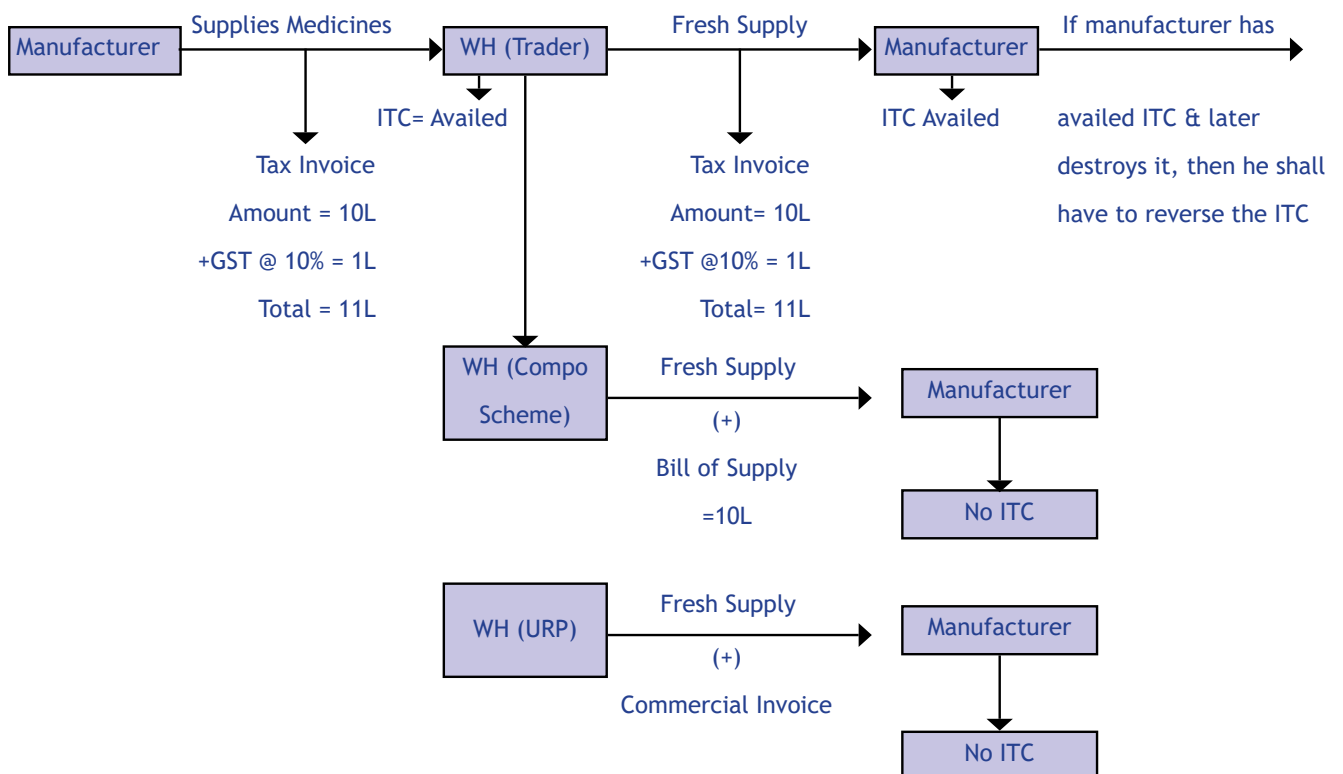 Supplies Medicines
Manufacturer
WH (Trader)
Fresh Supply
Manufacturer
If manufacturer has
ITC= Availed
ITC Availed
availed ITC & later
destroys it, then he shall
have to reverse the ITC
Tax Invoice
Amount = 10L
+GST @ 10% = 1L
Total = 11L
Tax Invoice
Amount= 10L
+GST @10% = 1L
Total= 11L
WH (Compo
Scheme)
Fresh Supply
(+)
Bill of Supply
=10L
Manufacturer
No ITC
WH (URP)
Fresh Supply
(+)
Commercial Invoice
Manufacturer
No ITC